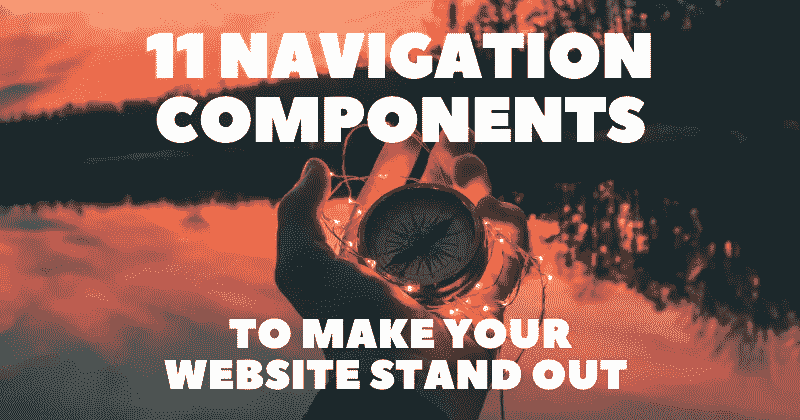 11 NAVIGATION
COMPONENTS
TO MAKE YOUR
WEBSITE STAND OUT